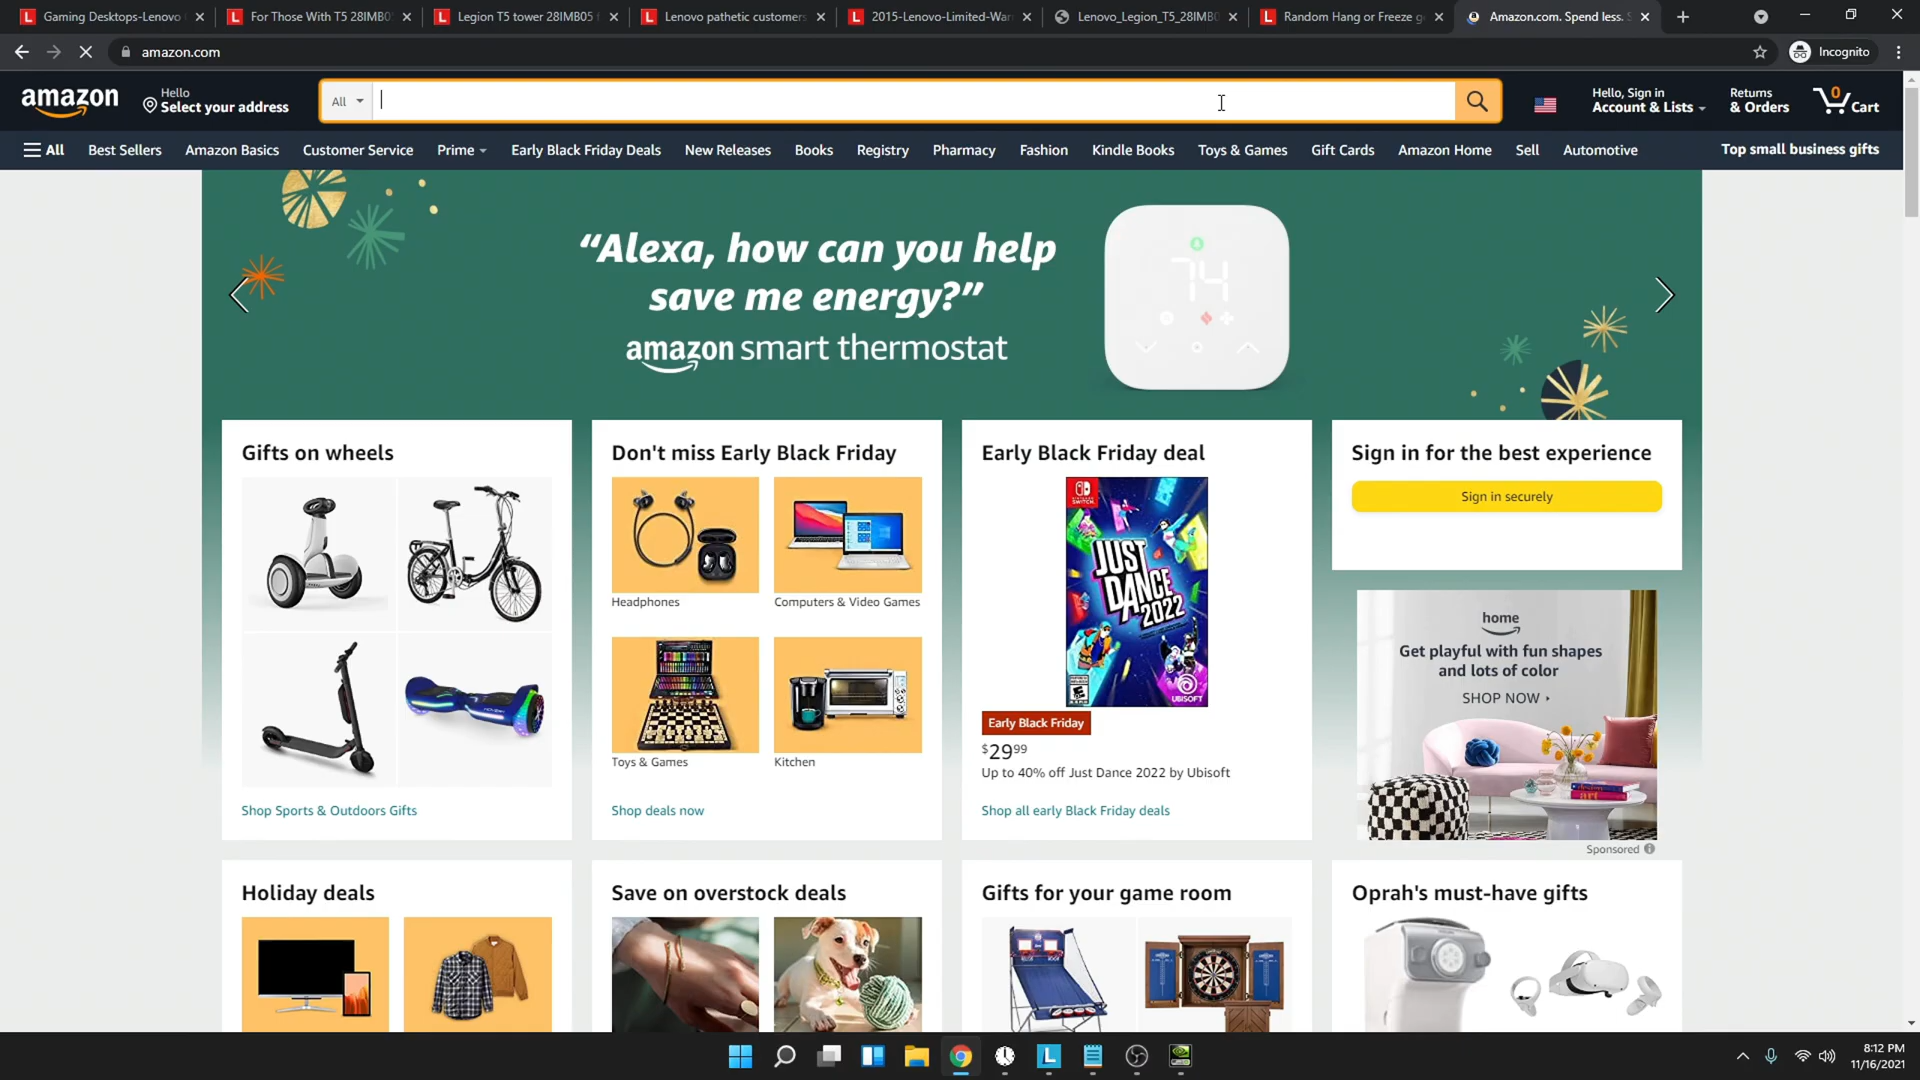 Gaming Desktops-Lenovo
For Those With T5 28IMB0
Legion T5 tower 28IMB05
Lenovo pathetic customers
2015-Lenovo-Limited-War
Lenovo_Legion_T5_28IMB0
Random Hang or Freeze
Amazon.com. Spend less.
amazon.com
Incognito
amazon
Hello
Select your address
All
Hello, Sign in
Account & Lists
Returns
& Orders
0
Cart
All
Best Sellers
Amazon Basics
Customer Service
Prime
Early Black Friday Deals
New Releases
Books
Registry
Pharmacy
Fashion
Kindle Books
Toys & Games
Gift Cards
Amazon Home
Sell
Automotive
Top small business gifts
“Alexa, how can you help
save me energy?”
amazon smart thermostat
74
Gifts on wheels
Shop Sports & Outdoors Gifts
Don't miss Early Black Friday
Headphones
Computers & Video Games
Toys & Games
Kitchen
Shop deals now
Early Black Friday deal
JUST
DANCE
2022
UBISOFT
Early Black Friday
$29.99
Up to 40% off Just Dance 2022 by Ubisoft
Shop all early Black Friday deals
Sign in for the best experience
Sign in securely
home
Get playful with fun shapes
and lots of color
SHOP NOW
Sponsored
Holiday deals
Save on overstock deals
Gifts for your game room
Oprah's must-have gifts
8:12 PM
11/16/2021